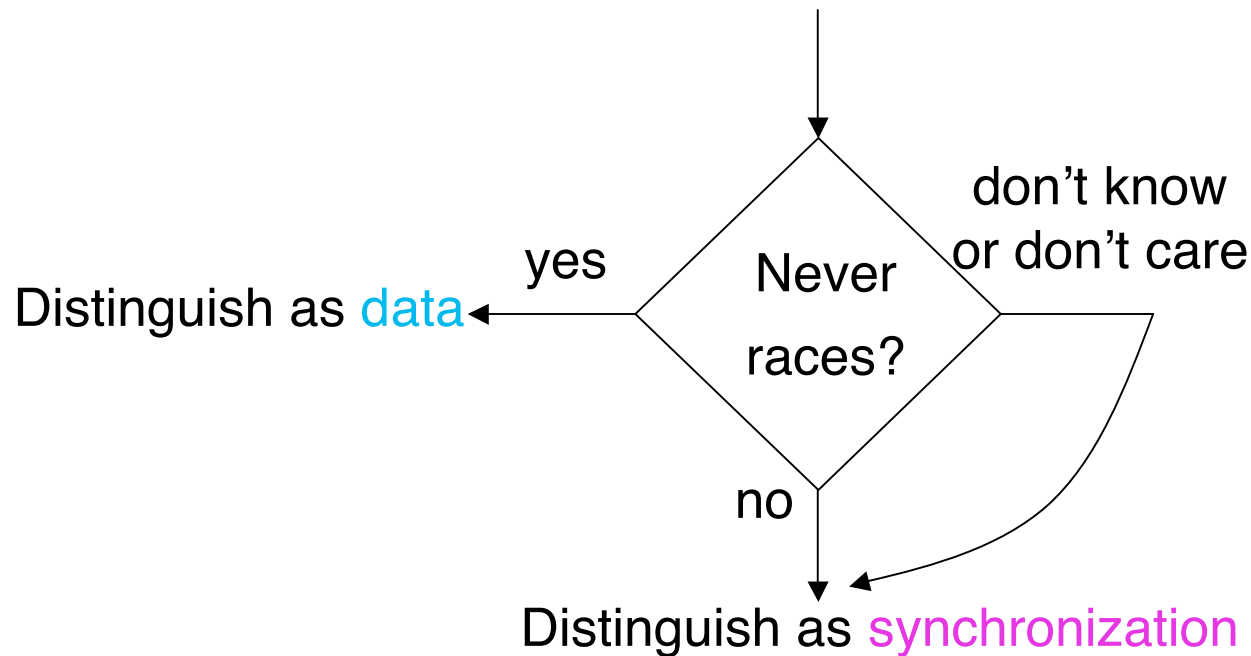 don’t know
or don’t care
yes
Never
races?
Distinguish as data
no
Distinguish as synchronization